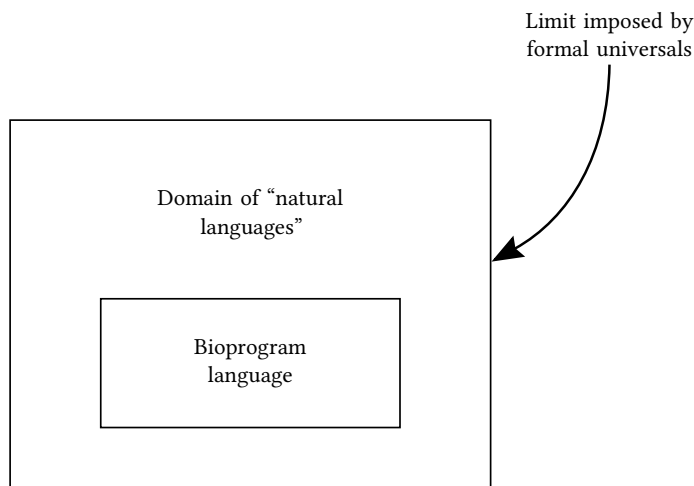 Limit imposed by
formal universals
Domain of “natural
languages”
Bioprogram
language